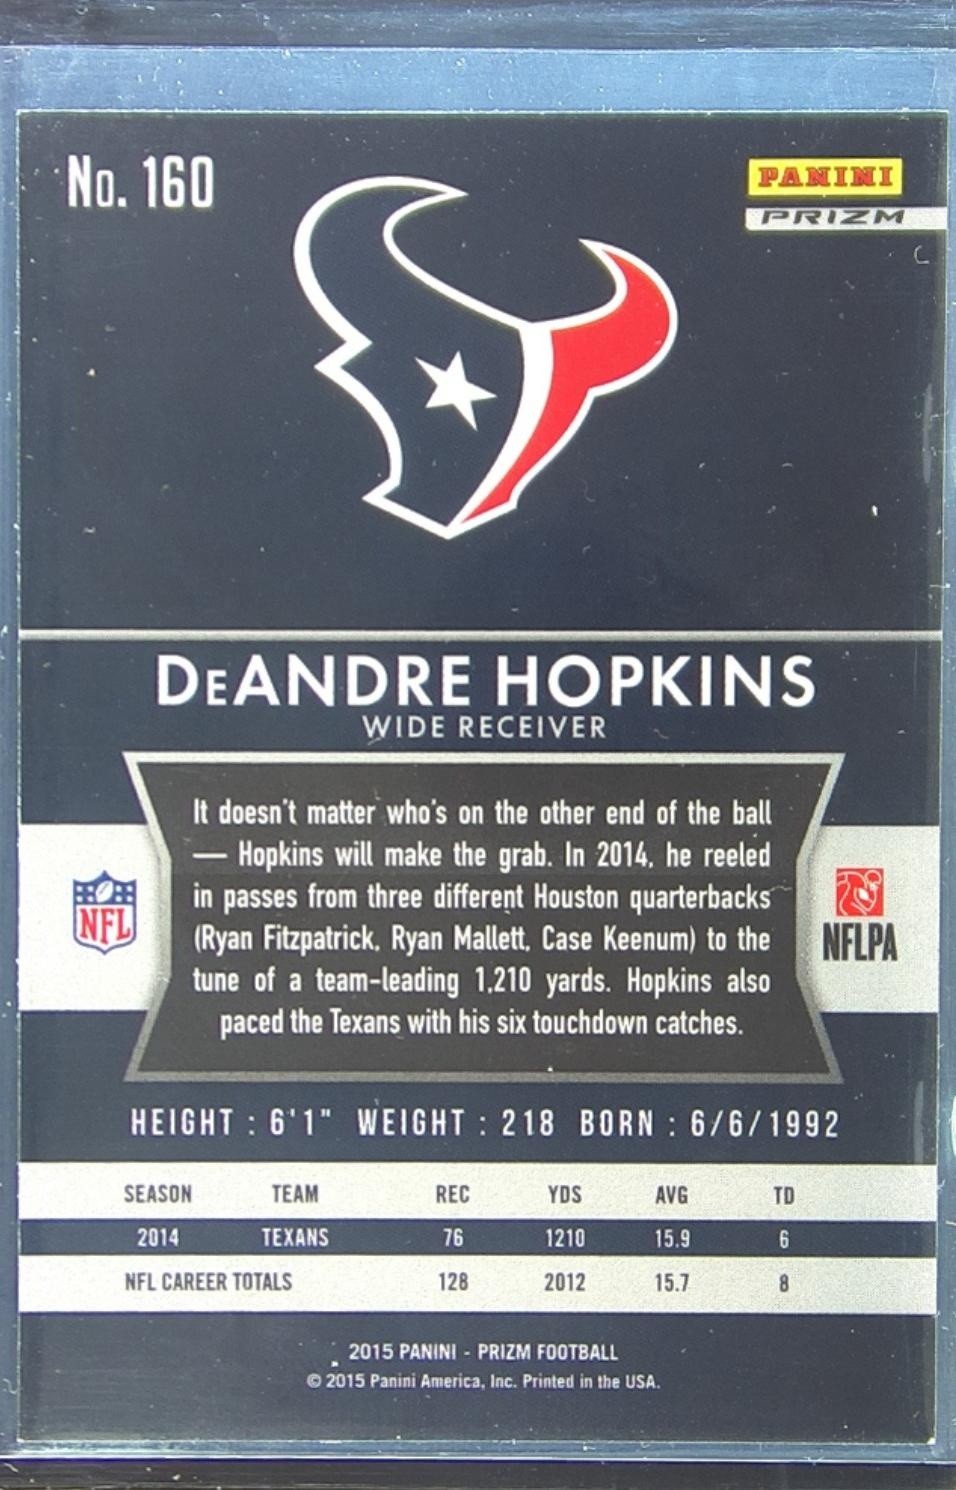 No. 160
PANINI
PRIZM
DeANDRE HOPKINS
WIDE RECEIVER
It doesn't matter who's on the other end of the ball
— Hopkins will make the grab. In 2014, he reeled
in passes from three different Houston quarterbacks
(Ryan Fitzpatrick, Ryan Mallett, Case Keenum) to the
tune of a team-leading 1,210 yards. Hopkins also
paced the Texans with his six touchdown catches.
NFL
NFLPA
HEIGHT : 6'1" WEIGHT : 218 BORN : 6/6/1992
SEASON TEAM REC YDS AVG TD
2014 TEXANS 76 1210 15.9 6
NFL CAREER TOTALS 128 2012 15.7 8
2015 PANINI - PRIZM FOOTBALL
© 2015 Panini America, Inc. Printed in the USA.